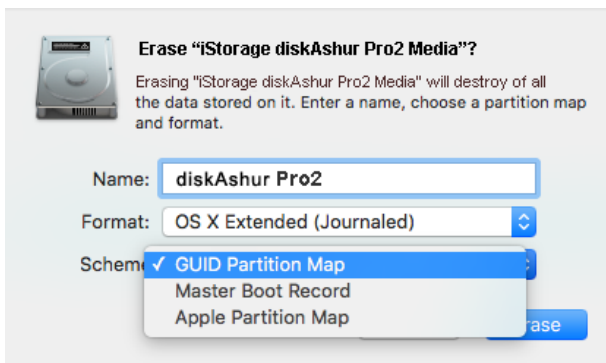 Erase “iStorage diskAshur Pro2 Media”?
Erasing "iStorage diskAshur Pro2 Media" will destroy of all
the data stored on it. Enter a name, choose a partition map
and format.
Name: diskAshur Pro2
Format: OS X Extended (Journaled)
Scheme ✓ GUID Partition Map
Master Boot Record
Apple Partition Map